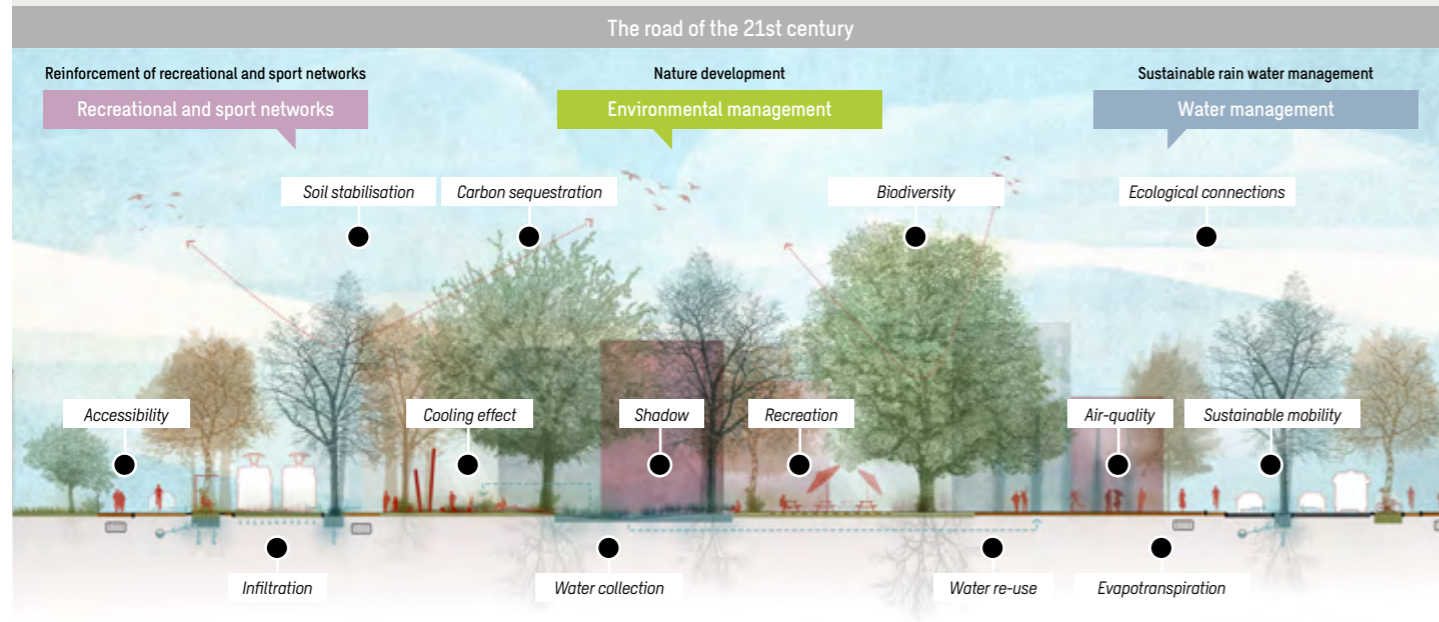 The road of the 21st century
Reinforcement of recreational and sport networks
Recreational and sport networks
Nature development
Environmental management
Sustainable rain water management
Water management
Soil stabilisation
Carbon sequestration
Biodiversity
Ecological connections
Accessibility
Cooling effect
Shadow
Recreation
Air-quality
Sustainable mobility
Infiltration
Water collection
Water re-use
Evapotranspiration